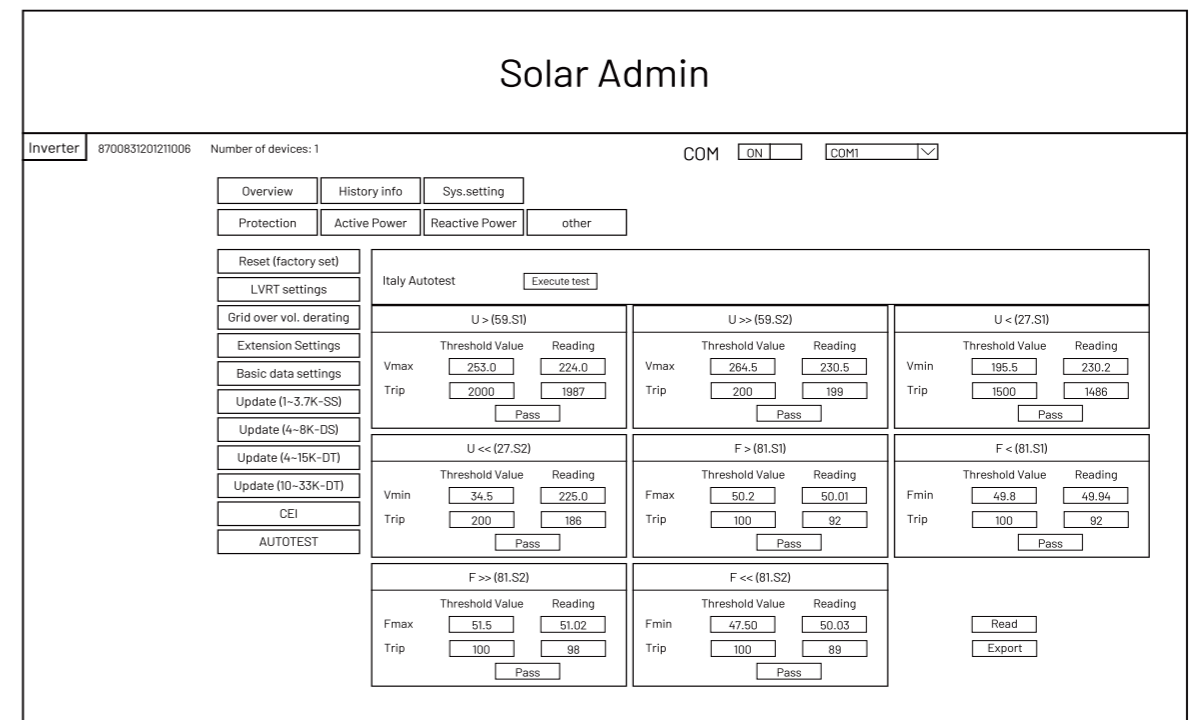 Solar Admin
Inverter 8700831201211006 Number of devices: 1 COM ON COM1
Overview History info Sys.setting
Protection Active Power Reactive Power other
Reset (factory set)
LVRT settings
Grid over vol. derating
Extension Settings
Basic data settings
Update (1~3.7K-SS)
Update (4~8K-DS)
Update (4~15K-DT)
Update (10~33K-DT)
CEI
AUTOTEST
Italy Autotest Execute test
U > (59.S1)
Threshold Value Reading
Vmax 253.0 224.0
Trip 2000 1987
Pass
U >> (59.S2)
Threshold Value Reading
Vmax 264.5 230.5
Trip 200 199
Pass
U < (27.S1)
Threshold Value Reading
Vmin 195.5 230.2
Trip 1500 1486
Pass
U << (27.S2)
Threshold Value Reading
Vmin 34.5 225.0
Trip 200 186
Pass
F > (81.S1)
Threshold Value Reading
Fmax 50.2 50.01
Trip 100 92
Pass
F < (81.S1)
Threshold Value Reading
Fmin 49.8 49.94
Trip 100 92
Pass
F >> (81.S2)
Threshold Value Reading
Fmax 51.5 51.02
Trip 100 98
Pass
F << (81.S2)
Threshold Value Reading
Fmin 47.50 50.03
Trip 100 89
Pass
Read
Export